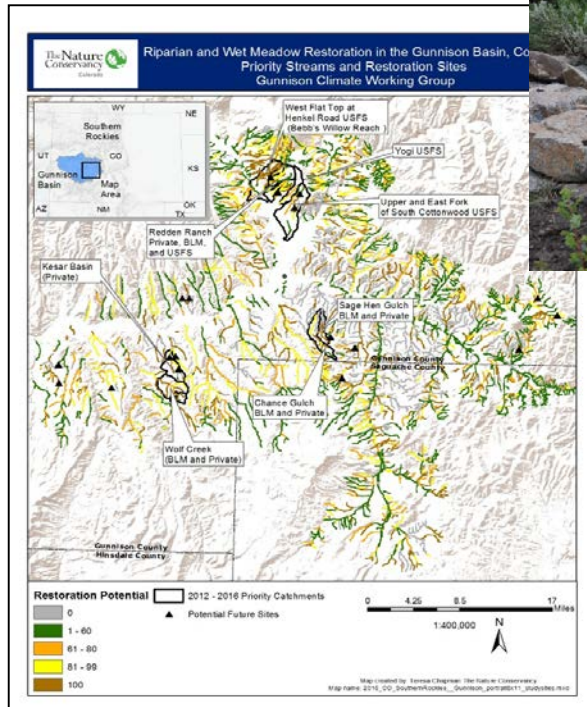 The Nature
Conservancy
Colorado
Riparian and Wet Meadow Restoration in the Gunnison Basin, Co
Priority Streams and Restoration Sites
Gunnison Climate Working Group
WY
NE
Southern
Rockies
UT
CO
KS
Gunnison
Basin
Map
Area
OK
AZ
NM
TX
West Flat Top at
Henkel Road USFS
(Bebb's Willow Reach)
Yogi USFS
Upper and East Fork
of South Cottonwood USFS
Redden Ranch
Private, BLM,
and USFS
Kesar Basin
(Private)
Sage Hen Gulch
BLM and Private
Gunnison County
Saguache County
Chance Gulch
BLM and Private
Wolf Creek
(BLM and Private)
Gunnison County
Hinsdale County
Restoration Potential
0
1 - 60
61 - 80
81 - 99
100
2012 - 2016 Priority Catchments
Potential Future Sites
0 4.25 8.5 17
Miles
1:400,000
N
Map created by Teresa Chapman The Nature Conservancy